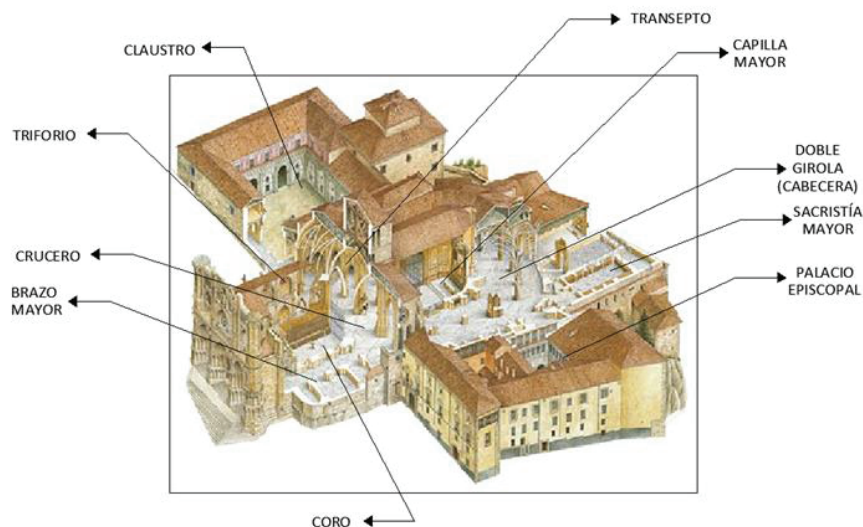 TRANSEPTO
CLAUSTRO
CAPILLA
MAYOR
TRIFORIO
DOBLE
GIROLA
(CABECERA)
SACRISTÍA
MAYOR
CRUCERO
BRAZO
MAYOR
PALACIO
EPISCOPAL
CORO